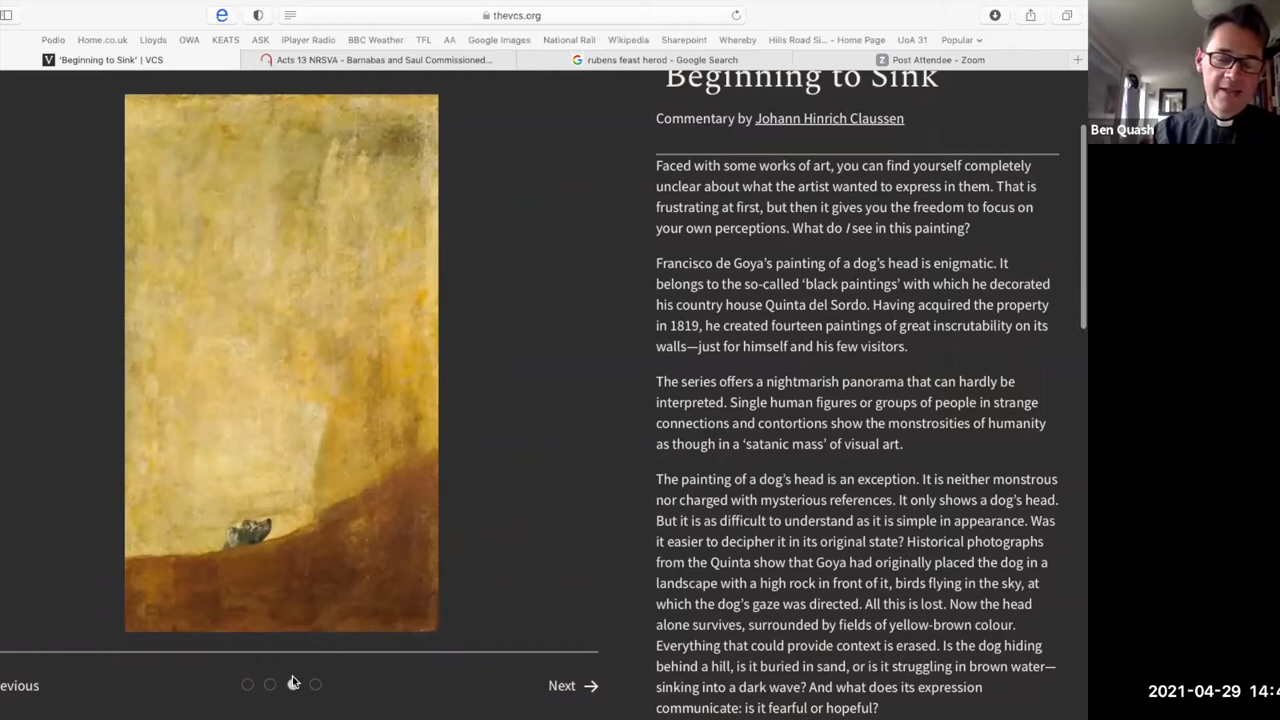 thevcs.org
Podio Home.co.uk Lloyds OWA KEATS ASK iPlayer Radio BBC Weather TFL AA Google Images National Rail Wikipedia Sharepoint Whereby Hills Road Si... - Home Page UoA 31 Popular
V 'Beginning to Sink' | VCS
Acts 13 NRSVA - Barnabas and Saul Commissioned...
G rubens feast herod - Google Search
Z Post Attendee - Zoom
Beginning to Sink
Commentary by Johann Hinrich Claussen
Faced with some works of art, you can find yourself completely
unclear about what the artist wanted to express in them. That is
frustrating at first, but then it gives you the freedom to focus on
your own perceptions. What do I see in this painting?
Francisco de Goya's painting of a dog's head is enigmatic. It
belongs to the so-called 'black paintings' with which he decorated
his country house Quinta del Sordo. Having acquired the property
in 1819, he created fourteen paintings of great inscrutability on its
walls—just for himself and his few visitors.
The series offers a nightmarish panorama that can hardly be
interpreted. Single human figures or groups of people in strange
connections and contortions show the monstrosities of humanity
as though in a 'satanic mass' of visual art.
The painting of a dog's head is an exception. It is neither monstrous
nor charged with mysterious references. It only shows a dog's head.
But it is as difficult to understand as it is simple in appearance. Was
it easier to decipher it in its original state? Historical photographs
from the Quinta show that Goya had originally placed the dog in a
landscape with a high rock in front of it, birds flying in the sky, at
which the dog's gaze was directed. All this is lost. Now the head
alone survives, surrounded by fields of yellow-brown colour.
Everything that could provide context is erased. Is the dog hiding
behind a hill, is it buried in sand, or is it struggling in brown water—
sinking into a dark wave? And what does its expression
communicate: is it fearful or hopeful?
evious
Next
Ben Quash
2021-04-29 14:4